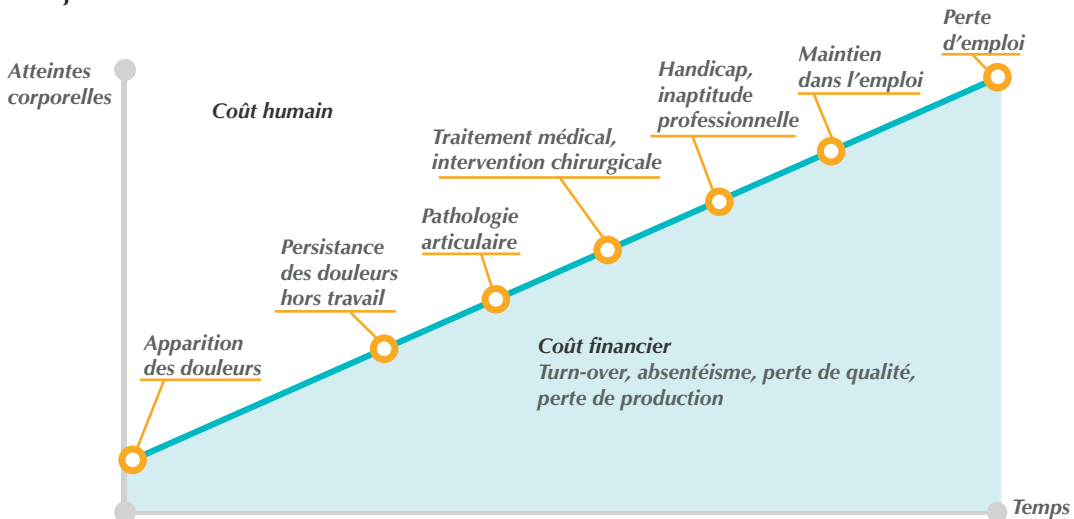 Atteintes
corporelles
Coût humain
Apparition
des douleurs
Persistance
des douleurs
hors travail
Pathologie
articulaire
Traitement médical,
intervention chirurgicale
Handicap,
inaptitude
professionnelle
Maintien
dans l'emploi
Perte
d'emploi
Coût financier
Turn-over, absentéisme, perte de qualité,
perte de production
Temps